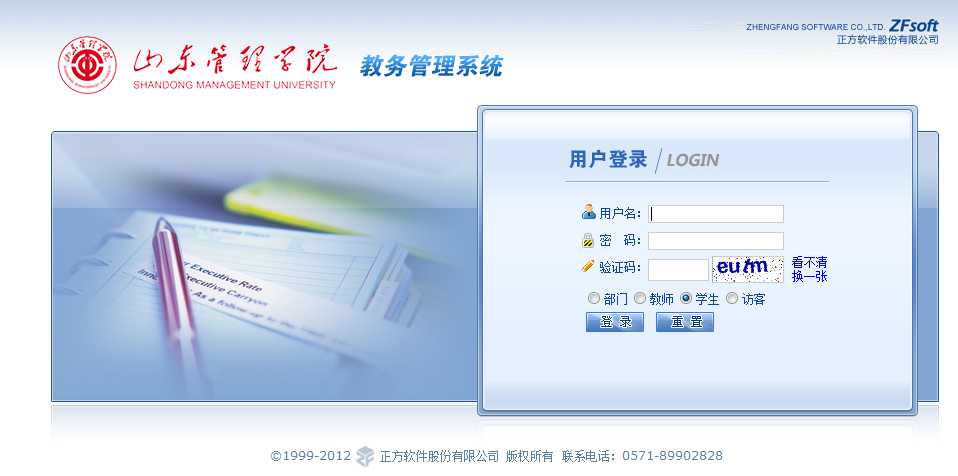 ZHENGFANG SOFTWARE CO.,LTD. ZFsoft
正方软件股份有限公司
山东管理学院
SHANDONG MANAGEMENT UNIVERSITY
教务管理系统
用户登录 / LOGIN
用户名：
密 码：
验证码：
看不清
换一张
部门 教师 学生 访客
登 录 重 置
Executive Rate
Executive Carryon
As a follow-up to the
©1999-2012 正方软件股份有限公司 版权所有 联系电话：0571-89902828